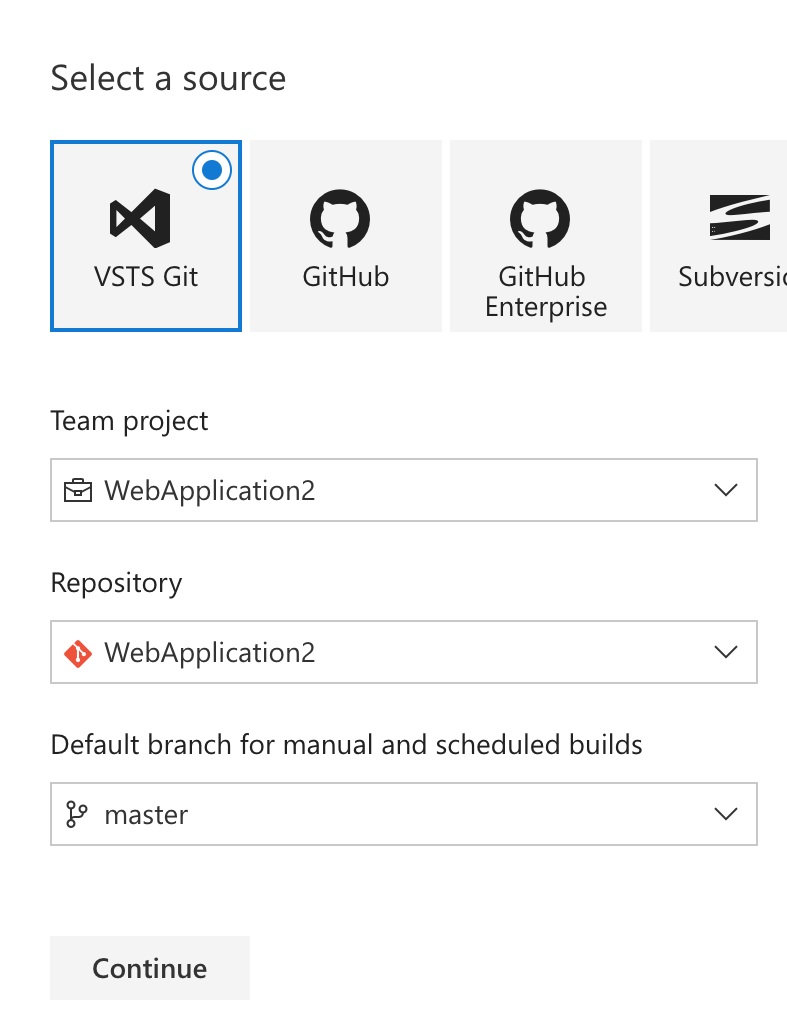 Select a source
VSTS Git
GitHub
GitHub
Enterprise
Subversic
Team project
WebApplication2
Repository
WebApplication2
Default branch for manual and scheduled builds
master
Continue